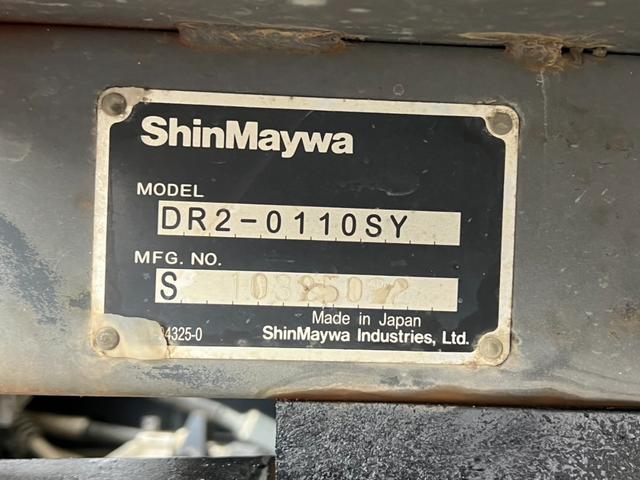 ShinMaywa
MODEL
DR2-0110SY
MFG. NO.
S
Made in Japan
4325-0
ShinMaywa Industries, Ltd.